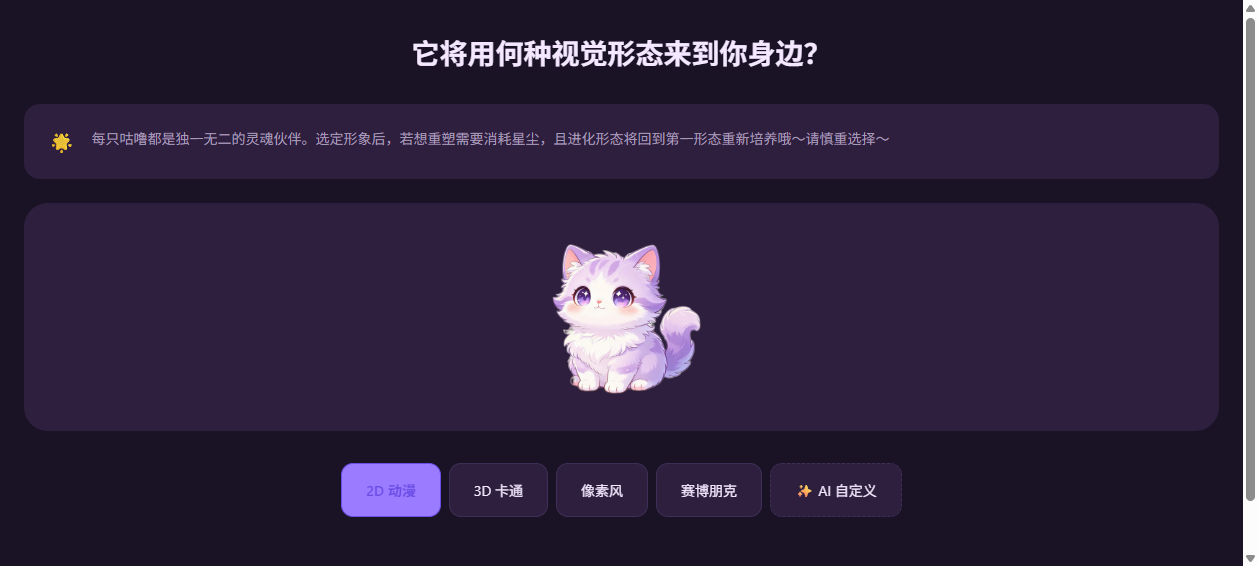 它将用何种视觉形态来到你身边?
每只咕噜都是独一无二的灵魂伙伴。选定形象后，若想重塑需要消耗星尘，且进化形态将回到第一形态重新培养哦～请慎重选择～
2D 动漫
3D 卡通
像素风
赛博朋克
✨ AI 自定义